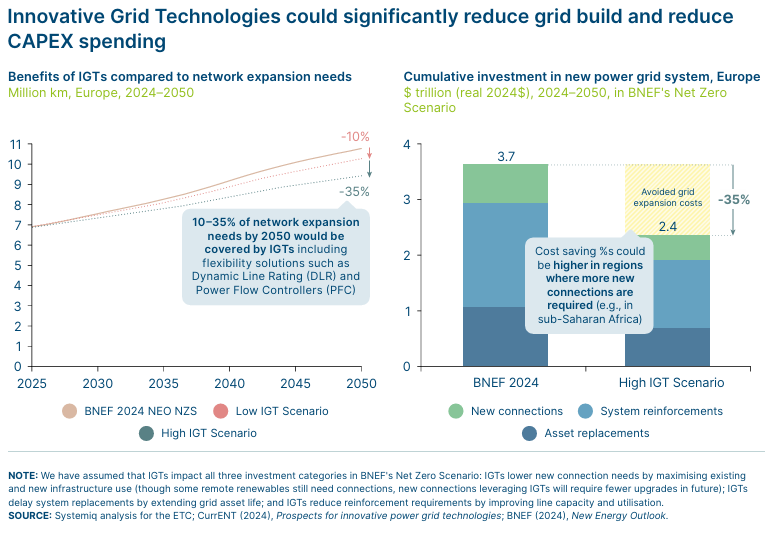 Innovative Grid Technologies could significantly reduce grid build and reduce
CAPEX spending
Benefits of IGTs compared to network expansion needs
Million km, Europe, 2024–2050
11
10
9
8
7
6
5
4
3
2
1
0
2025
2030
2035
2040
2045
2050
-10%
-35%
10–35% of network expansion
needs by 2050 would be
covered by IGTs including
flexibility solutions such as
Dynamic Line Rating (DLR) and
Power Flow Controllers (PFC)
BNEF 2024 NEO NZS
Low IGT Scenario
High IGT Scenario
Cumulative investment in new power grid system, Europe
$ trillion (real 2024$), 2024–2050, in BNEF's Net Zero
Scenario
4
3
2
1
0
3.7
Avoided grid
expansion costs
2.4
-35%
Cost saving %s could
be higher in regions
where more new
connections are
required (e.g., in
sub-Saharan Africa)
BNEF 2024
High IGT Scenario
New connections
System reinforcements
Asset replacements
NOTE: We have assumed that IGTs impact all three investment categories in BNEF's Net Zero Scenario: IGTs lower new connection needs by maximising existing
and new infrastructure use (though some remote renewables still need connections, new connections leveraging IGTs will require fewer upgrades in future); IGTs
delay system replacements by extending grid asset life; and IGTs reduce reinforcement requirements by improving line capacity and utilisation.
SOURCE: Systemiq analysis for the ETC; CurrENT (2024), Prospects for innovative power grid technologies; BNEF (2024), New Energy Outlook.